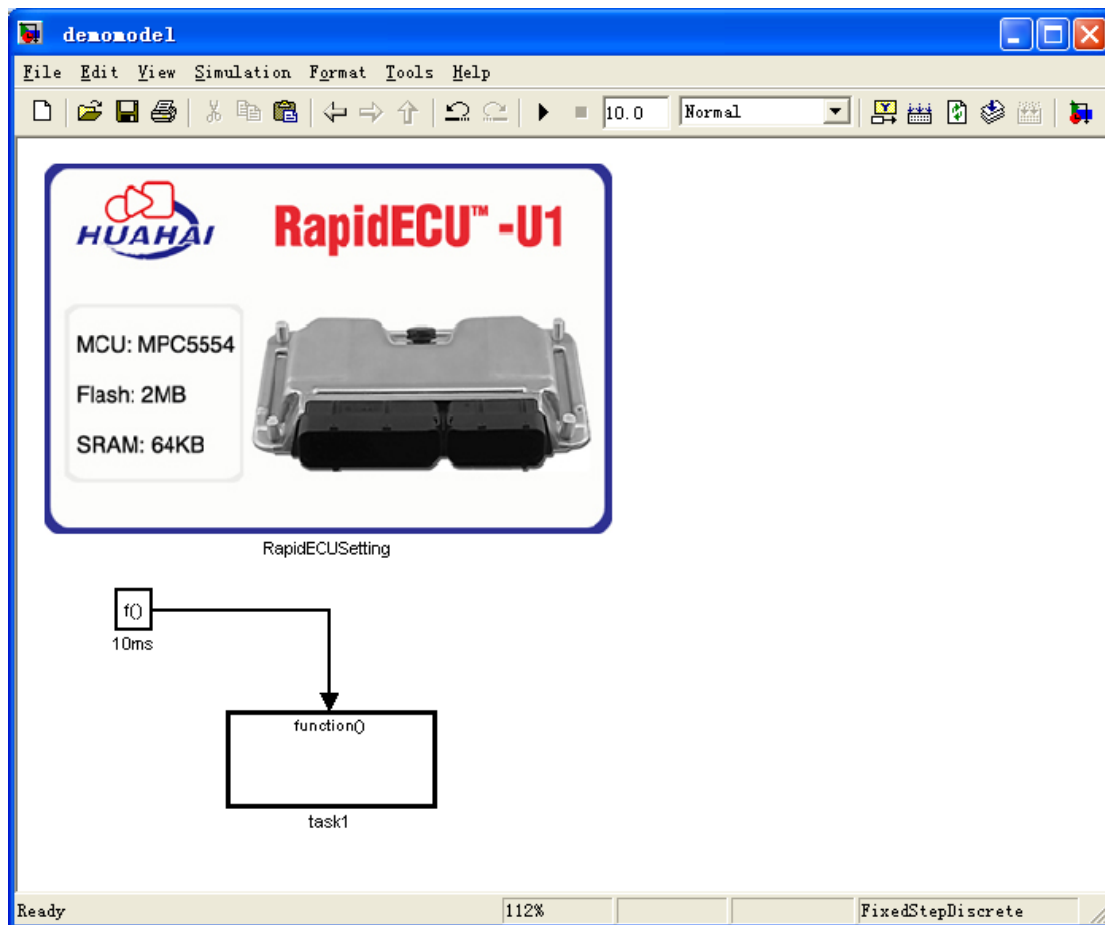 demomodel
File Edit View Simulation Format Tools Help
10.0 Normal
HUAHAI
RapidECU™ -U1
MCU: MPC5554
Flash: 2MB
SRAM: 64KB
RapidECUSetting
f()
10ms
function()
task1
Ready 112% FixedStepDiscrete